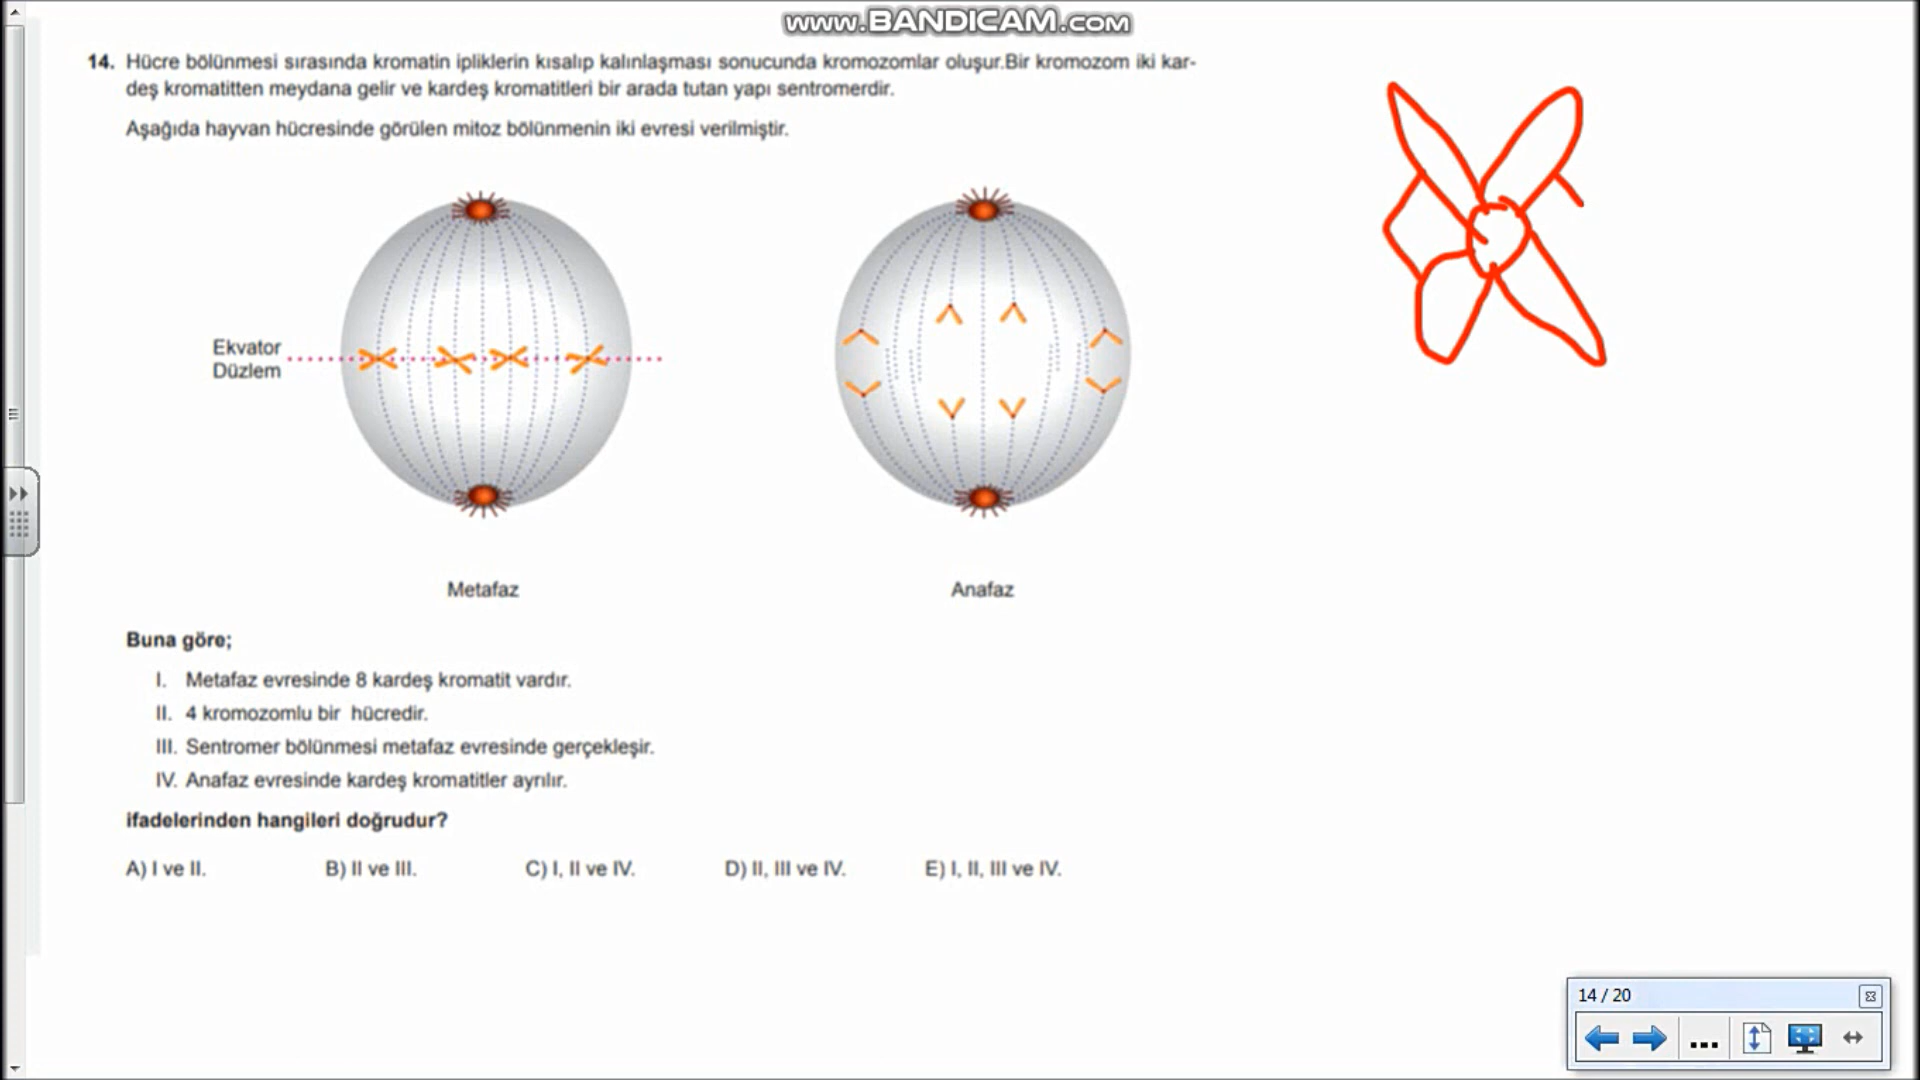 www.BANDICAM.com
14. Hücre bölünmesi sırasında kromatin ipliklerin kısalıp kalınlaşması sonucunda kromozomlar oluşur.Bir kromozom iki kar-
deş kromatitten meydana gelir ve kardeş kromatitleri bir arada tutan yapı sentromerdir.
Aşağıda hayvan hücresinde görülen mitoz bölünmenin iki evresi verilmiştir.
Ekvator
Düzlem
Metafaz
Anafaz
Buna göre;
I. Metafaz evresinde 8 kardeş kromatit vardır.
II. 4 kromozomlu bir hücredir.
III. Sentromer bölünmesi metafaz evresinde gerçekleşir.
IV. Anafaz evresinde kardeş kromatitler ayrılır.
ifadelerinden hangileri doğrudur?
A) I ve II. B) II ve III. C) I, II ve IV. D) II, III ve IV. E) I, II, III ve IV.
14 / 20